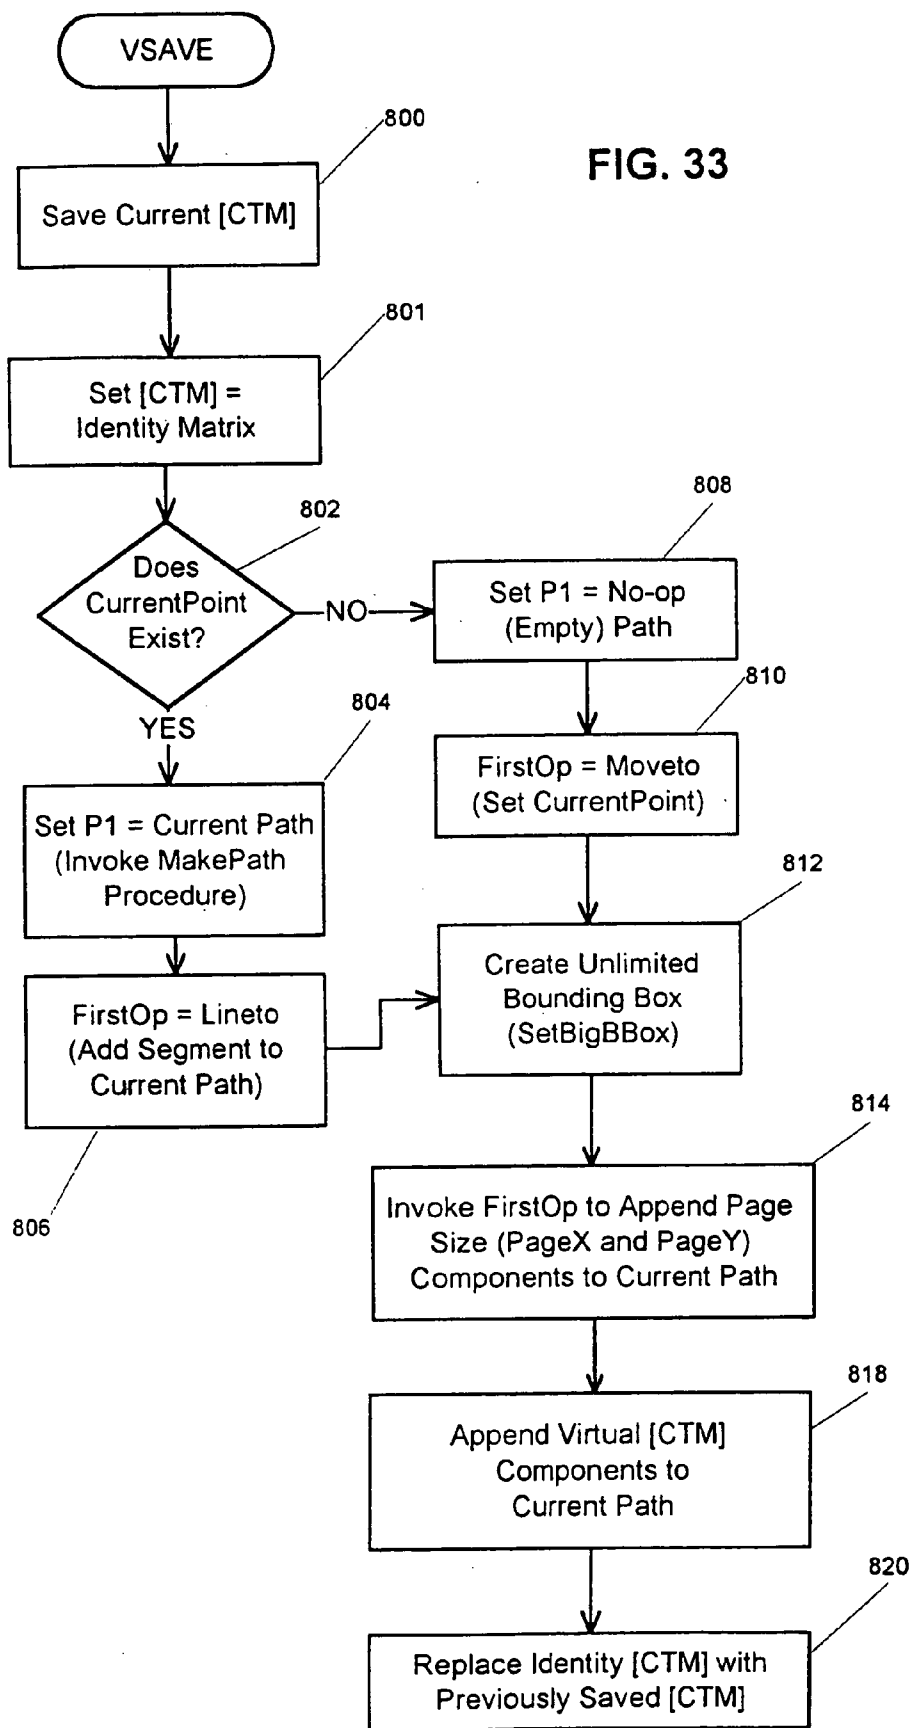 VSAVE
800
FIG. 33
Save Current [CTM]
801
Set [CTM] =
Identity Matrix
802
Does
CurrentPoint
Exist?
NO
808
Set P1 = No-op
(Empty) Path
YES
804
810
FirstOp = Moveto
(Set CurrentPoint)
Set P1 = Current Path
(Invoke MakePath
Procedure)
812
Create Unlimited
Bounding Box
(SetBigBBox)
FirstOp = Lineto
(Add Segment to
Current Path)
806
814
Invoke FirstOp to Append Page
Size (PageX and PageY)
Components to Current Path
818
Append Virtual [CTM]
Components to
Current Path
820
Replace Identity [CTM] with
Previously Saved [CTM]